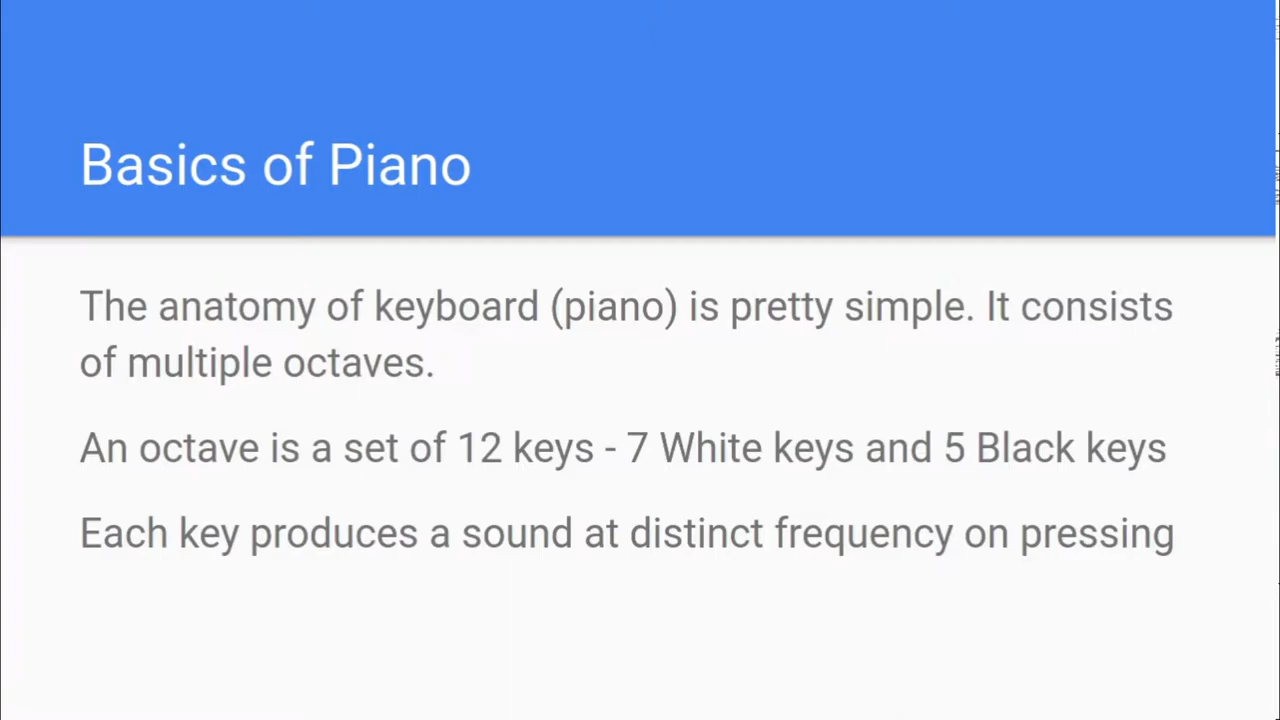 Basics of Piano
The anatomy of keyboard (piano) is pretty simple. It consists
of multiple octaves.
An octave is a set of 12 keys - 7 White keys and 5 Black keys
Each key produces a sound at distinct frequency on pressing